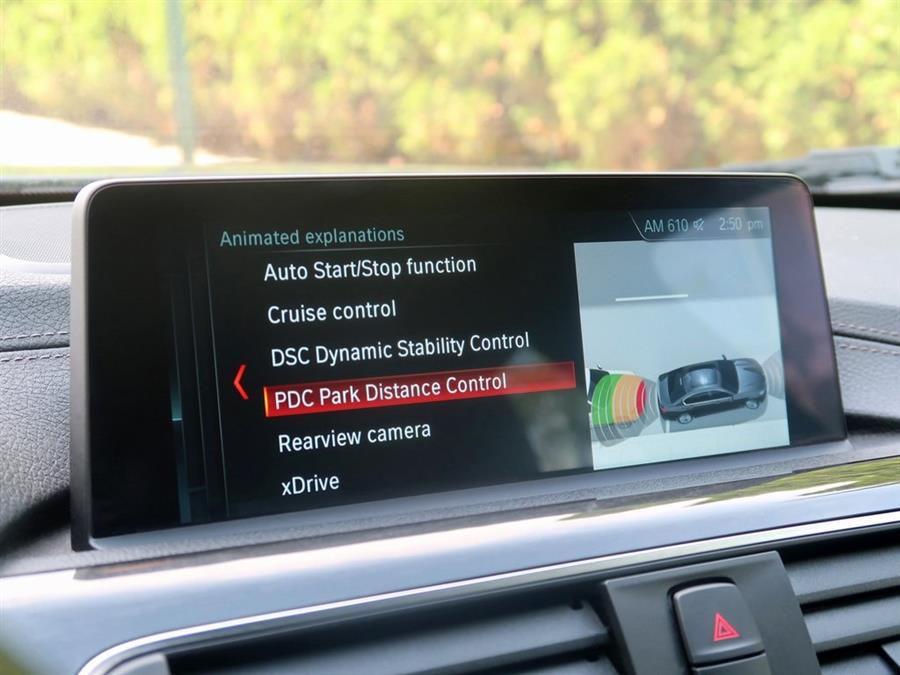 Animated explanations
AM 610 2:50 pm
Auto Start/Stop function
Cruise control
DSC Dynamic Stability Control
PDC Park Distance Control
Rearview camera
xDrive